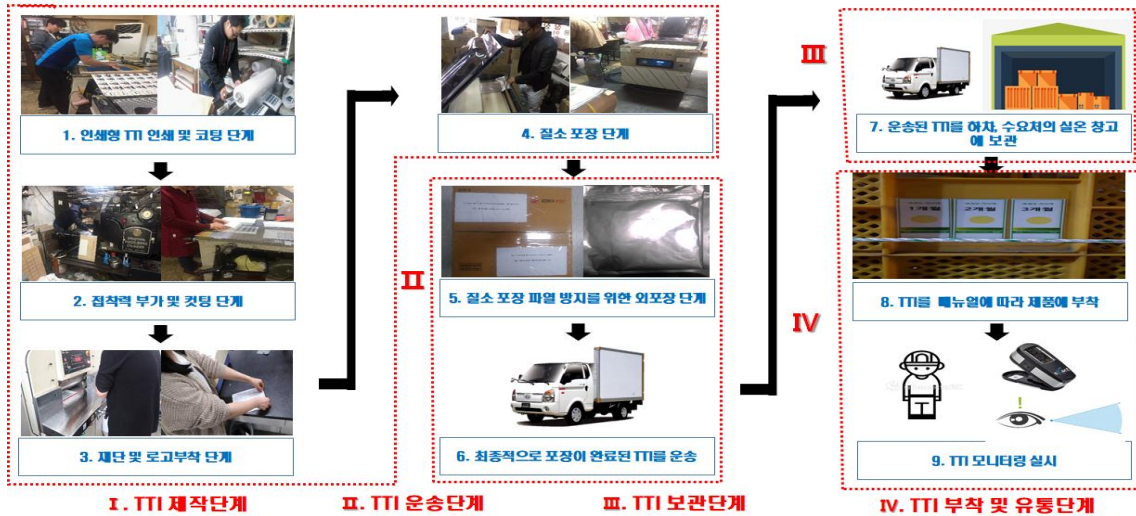 1. 인쇄형 TTI 인쇄 및 코팅 단계
2. 접착력 부가 및 컷팅 단계
3. 재단 및 로고부착 단계
4. 질소 포장 단계
II
5. 질소 포장 파열 방지를 위한 외포장 단계
6. 최종적으로 포장이 완료된 TTI를 운송
III
7. 운송된 TTI를 하차, 수요처의 실온 창고
에 보관
1개월
2개월
3개월
IV
8. TTI를 메뉴얼에 따라 제품에 부착
!
9. TTI 모니터링 실시
I. TTI 제작단계
II. TTI 운송단계
III. TTI 보관단계
IV. TTI 부착 및 유통단계